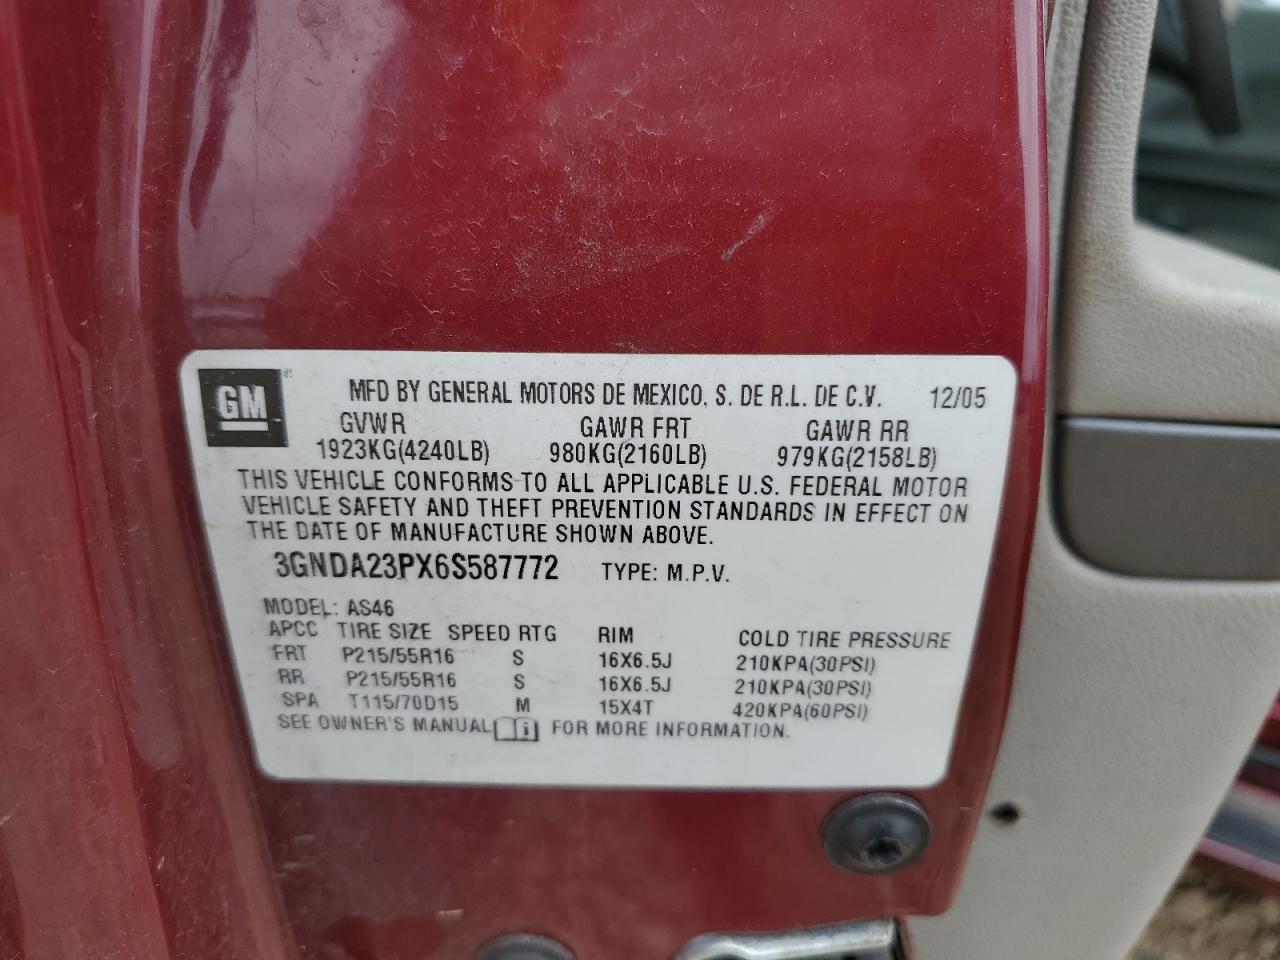 GM
MFD BY GENERAL MOTORS DE MEXICO, S. DE R.L. DE C.V. 12/05
GVWR GAWR FRT GAWR RR
1923KG(4240LB) 980KG(2160LB) 979KG(2158LB)
THIS VEHICLE CONFORMS TO ALL APPLICABLE U.S. FEDERAL MOTOR
VEHICLE SAFETY AND THEFT PREVENTION STANDARDS IN EFFECT ON
THE DATE OF MANUFACTURE SHOWN ABOVE.
3GNDA23PX6S587772 TYPE: M.P.V.
MODEL: AS46
APCC TIRE SIZE SPEED RTG RIM COLD TIRE PRESSURE
FRT P215/55R16 S 16X6.5J 210KPA(30PSI)
RR P215/55R16 S 16X6.5J 210KPA(30PSI)
SPA T115/70D15 M 15X4T 420KPA(60PSI)
SEE OWNER'S MANUAL i FOR MORE INFORMATION.